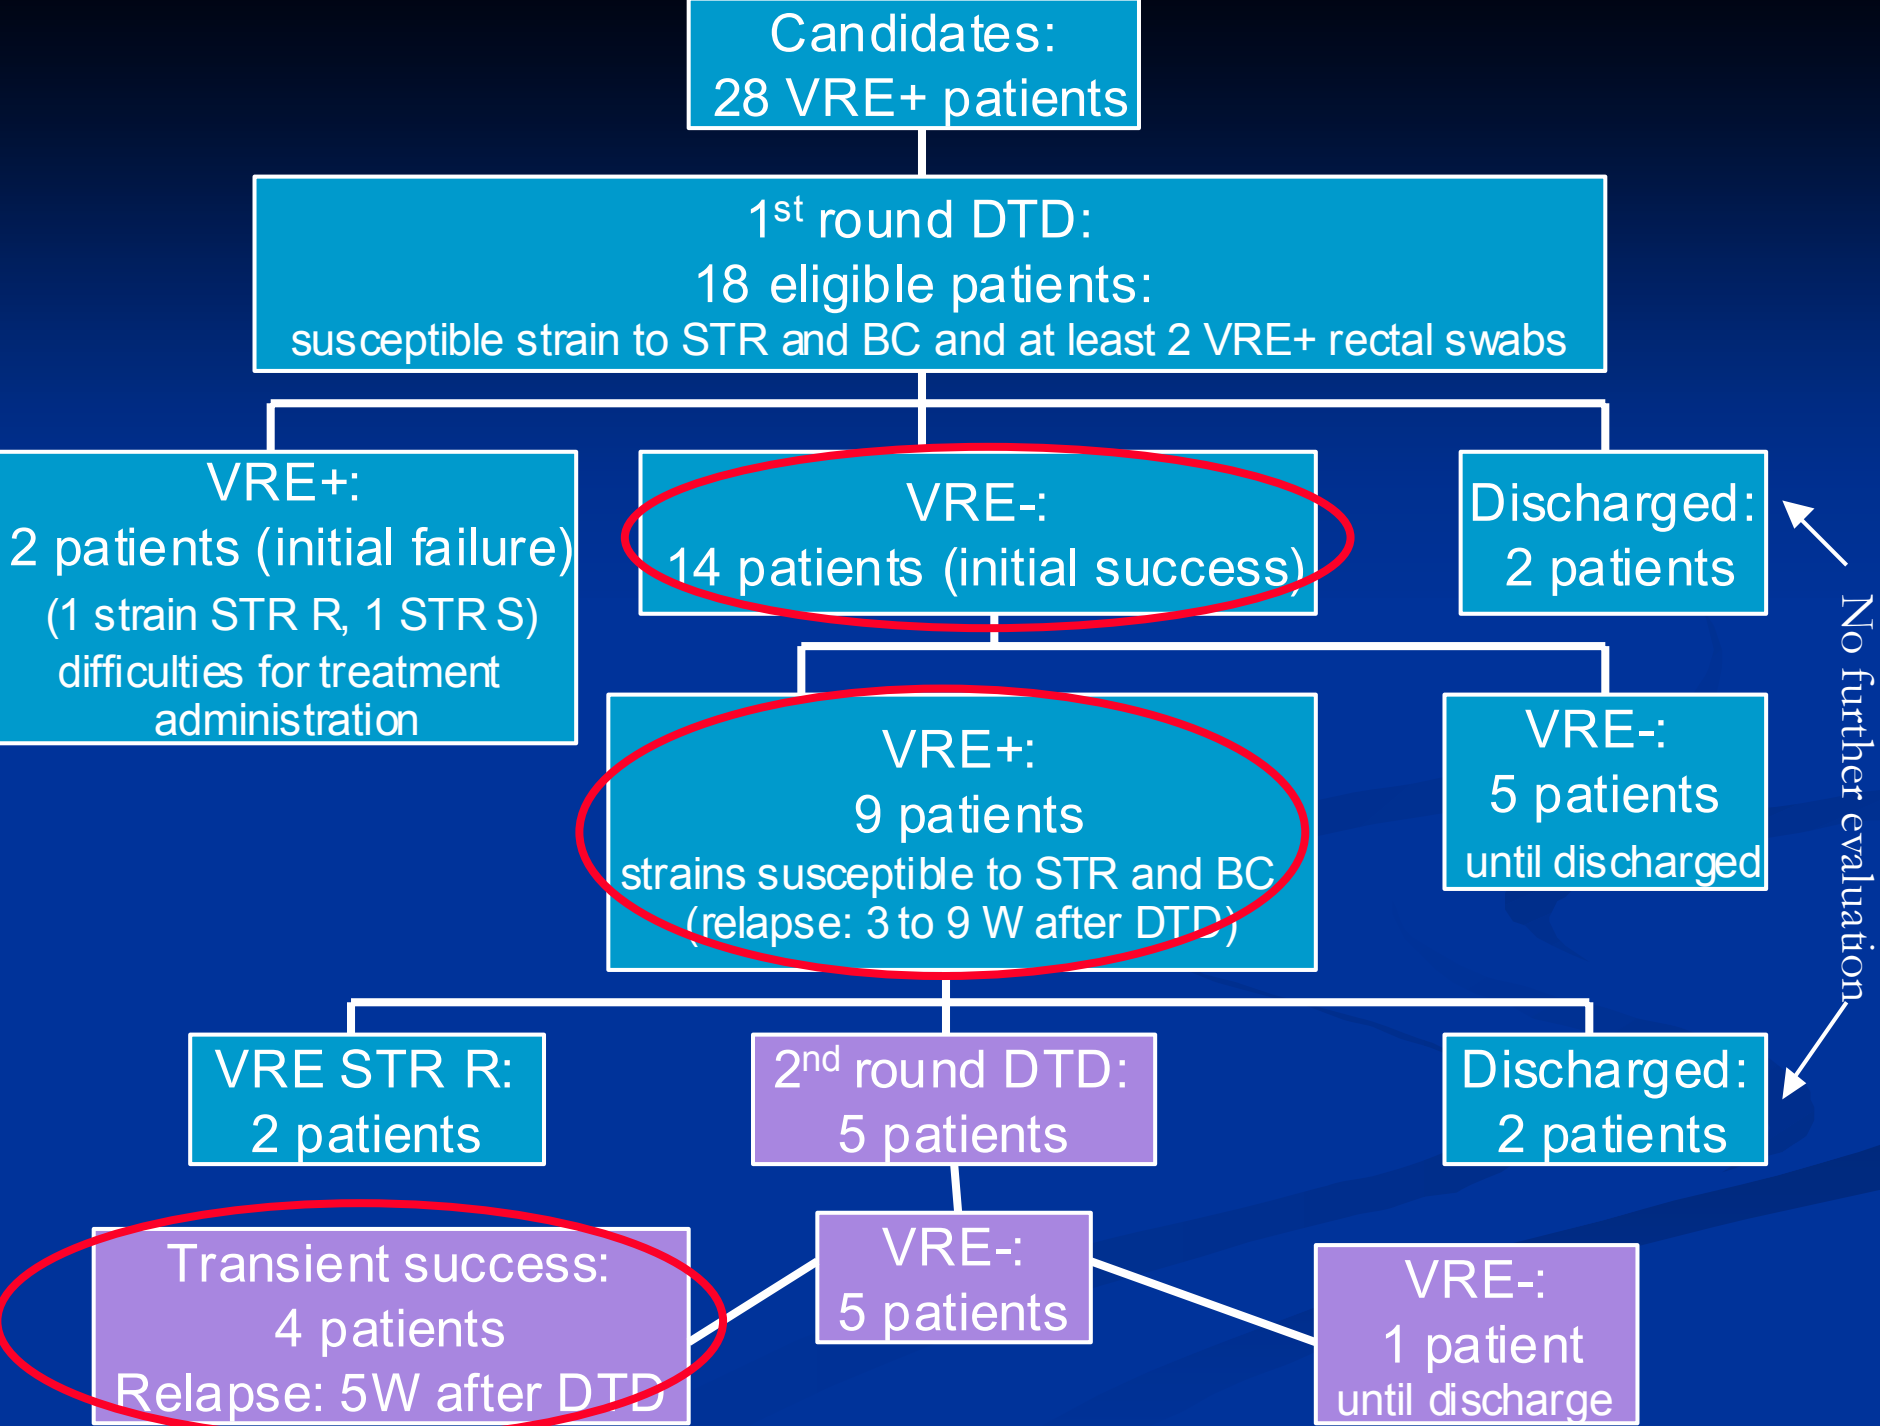 Candidates:
28 VRE+ patients
1st round DTD:
18 eligible patients:
susceptible strain to STR and BC and at least 2 VRE+ rectal swabs
VRE+:
2 patients (initial failure)
(1 strain STR R, 1 STR S)
difficulties for treatment
administration
VRE-:
14 patients (initial success)
Discharged:
2 patients
No further evaluation
VRE+:
9 patients
strains susceptible to STR and BC
(relapse: 3 to 9 W after DTD)
VRE-:
5 patients
until discharged
VRE STR R:
2 patients
2nd round DTD:
5 patients
Discharged:
2 patients
Transient success:
4 patients
Relapse: 5W after DTD
VRE-:
5 patients
VRE-:
1 patient
until discharge